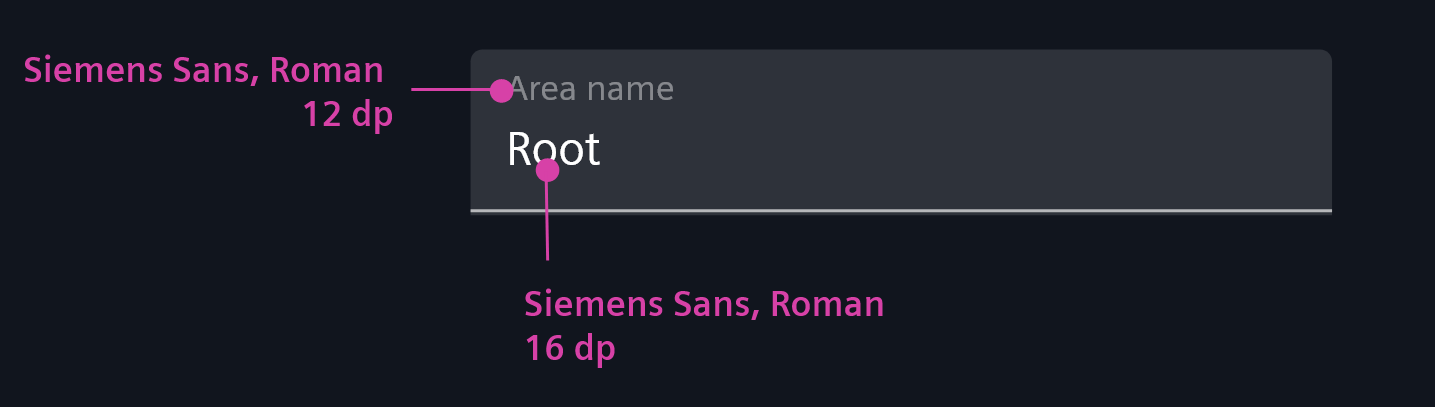 Siemens Sans, Roman
12 dp
Area name
Root
Siemens Sans, Roman
16 dp